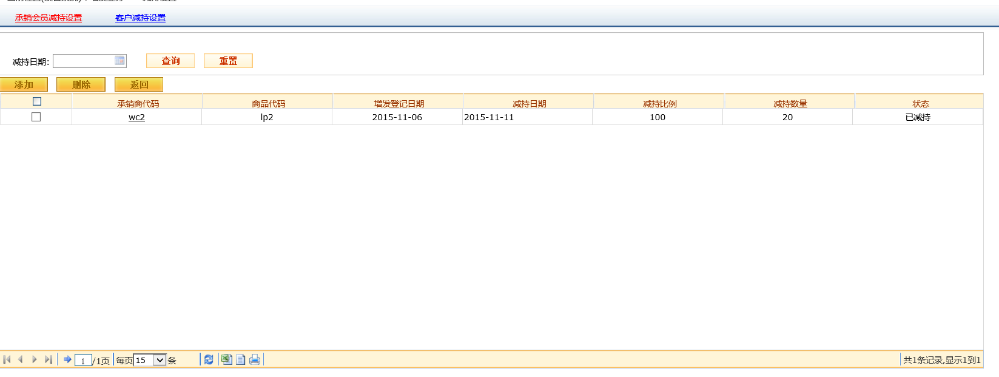 承销会员减持设置 客户减持设置
减持日期: 查询 重置
添加 删除 返回
承销商代码 商品代码 增发登记日期 减持日期 减持比例 减持数量 状态
wc2 lp2 2015-11-06 2015-11-11 100 20 已减持
1 /1页 每页 15 条 共1条记录,显示1到1